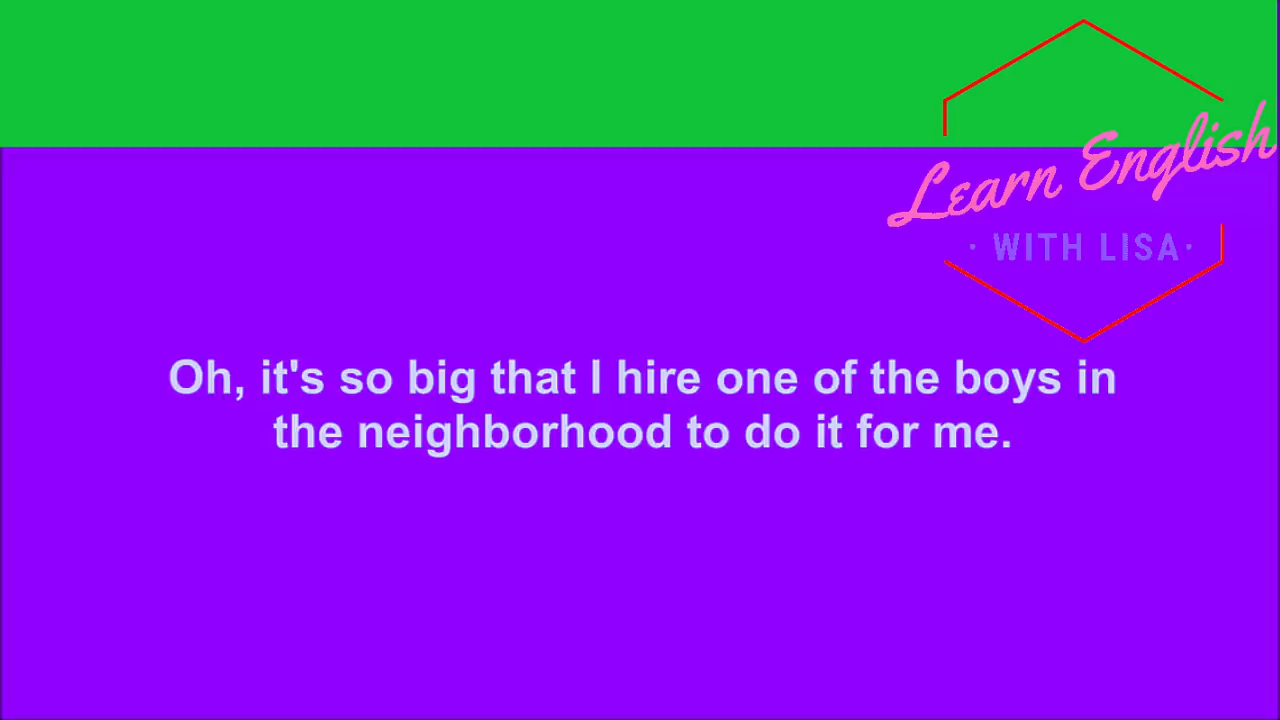 Learn English
· WITH LISA·
Oh, it's so big that I hire one of the boys in
the neighborhood to do it for me.